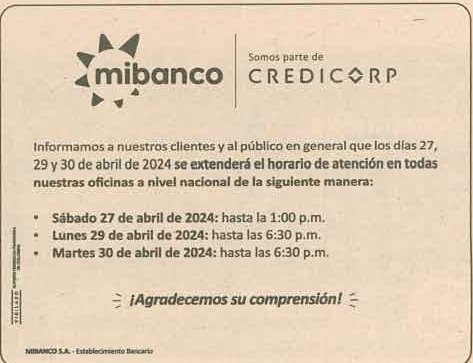 mibanco
Somos parte de
CREDICORP
Informamos a nuestros clientes y al público en general que los días 27,
29 y 30 de abril de 2024 se extenderá el horario de atención en todas
nuestras oficinas a nivel nacional de la siguiente manera:
• Sábado 27 de abril de 2024: hasta la 1:00 p.m.
• Lunes 29 de abril de 2024: hasta las 6:30 p.m.
• Martes 30 de abril de 2024: hasta las 6:30 p.m.
¡Agradecemos su comprensión!
VIGILADO
MIBANCO S.A. - Establecimiento Bancario